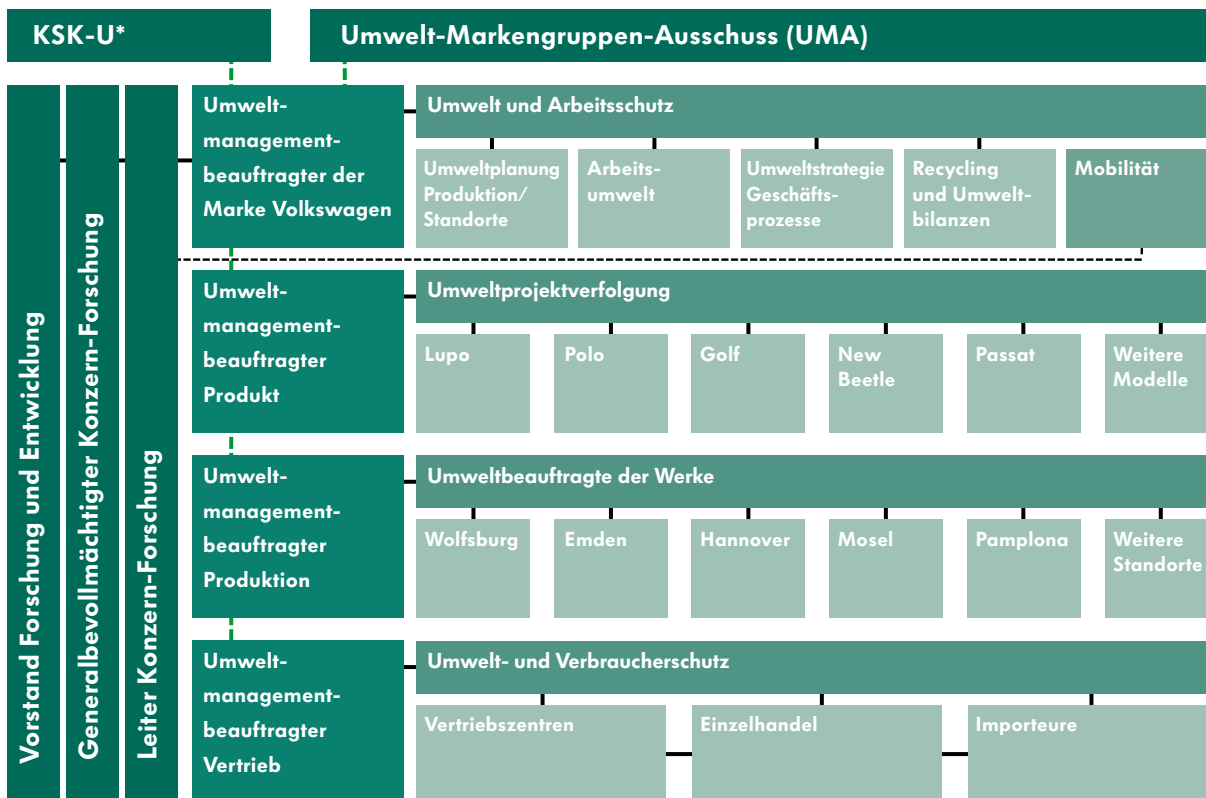 KSK-U*
Umwelt-Markengruppen-Ausschuss (UMA)
Vorstand Forschung und Entwicklung
Generalbevollmächtigter Konzern-Forschung
Leiter Konzern-Forschung
Umwelt-
management-
beauftragter der
Marke Volkswagen
Umwelt und Arbeitsschutz
Umweltplanung
Produktion/
Standorte
Arbeits-
umwelt
Umweltstrategie
Geschäfts-
prozesse
Recycling
und Umwelt-
bilanzen
Mobilität
Umwelt-
management-
beauftragter
Produkt
Umweltprojektverfolgung
Lupo
Polo
Golf
New
Beetle
Passat
Weitere
Modelle
Umwelt-
management-
beauftragter
Produktion
Umweltbeauftragte der Werke
Wolfsburg
Emden
Hannover
Mosel
Pamplona
Weitere
Standorte
Umwelt-
management-
beauftragter
Vertrieb
Umwelt- und Verbraucherschutz
Vertriebszentren
Einzelhandel
Importeure